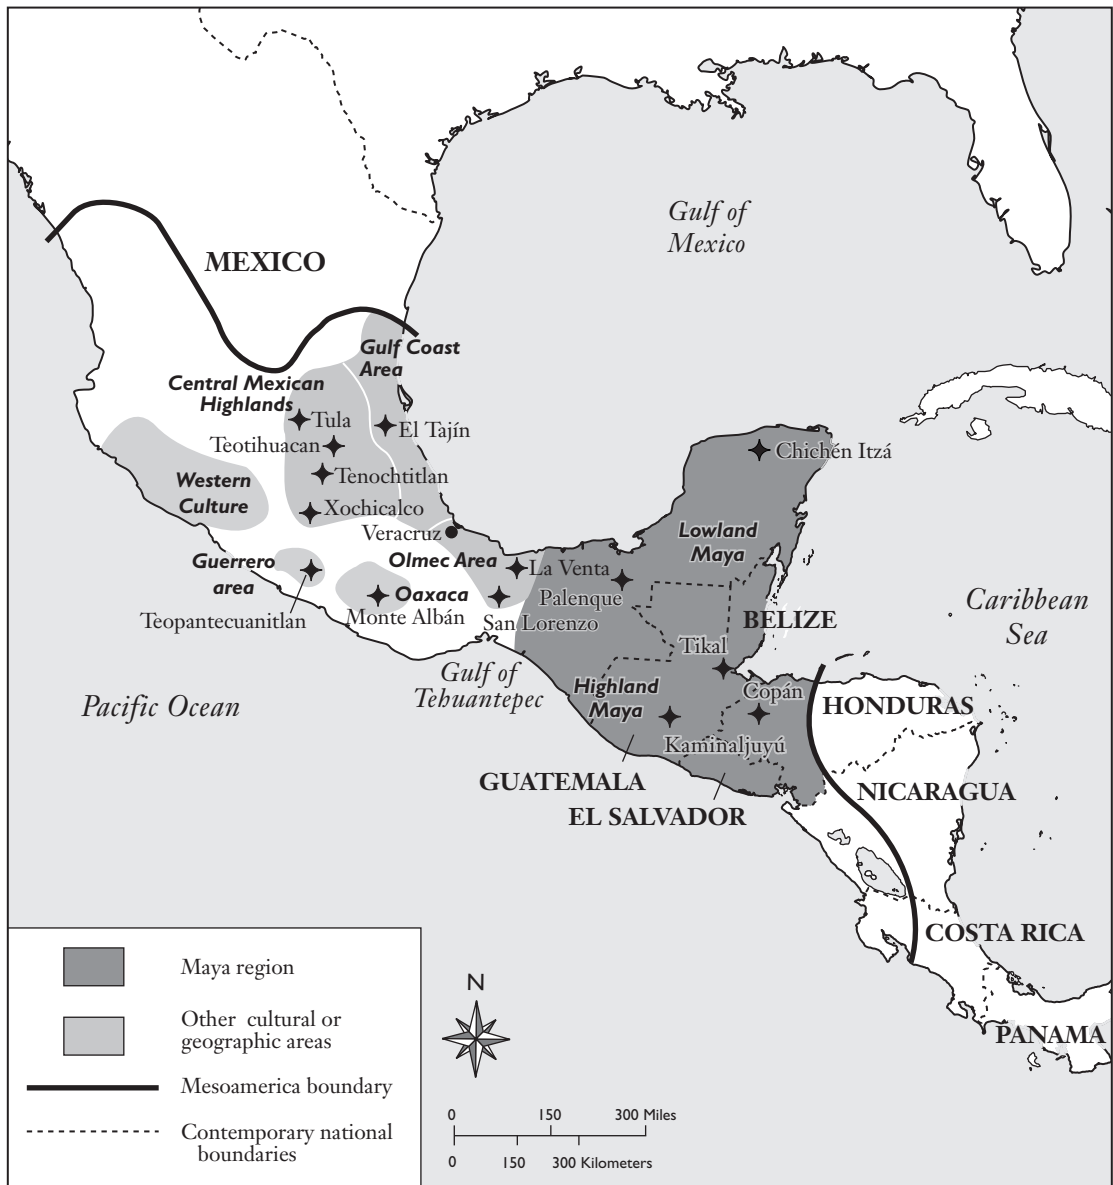 Gulf of
Mexico
MEXICO
Gulf Coast
Area
Central Mexican
Highlands
Tula
El Tajín
Teotihuacan
Chichén Itzá
Tenochtitlan
Western
Culture
Xochicalco
Veracruz
Lowland
Maya
Olmec Area
La Venta
Guerrero
area
Palenque
Oaxaca
Caribbean
Sea
Teopantecuanitlan
Monte Albán
San Lorenzo
BELIZE
Tikal
Gulf of
Tehuantepec
Highland
Maya
Copán
Pacific Ocean
HONDURAS
Kaminaljuyú
GUATEMALA
NICARAGUA
EL SALVADOR
COSTA RICA
PANAMA
Maya region
Other cultural or
geographic areas
Mesoamerica boundary
Contemporary national
boundaries
N
0 150 300 Miles
0 150 300 Kilometers